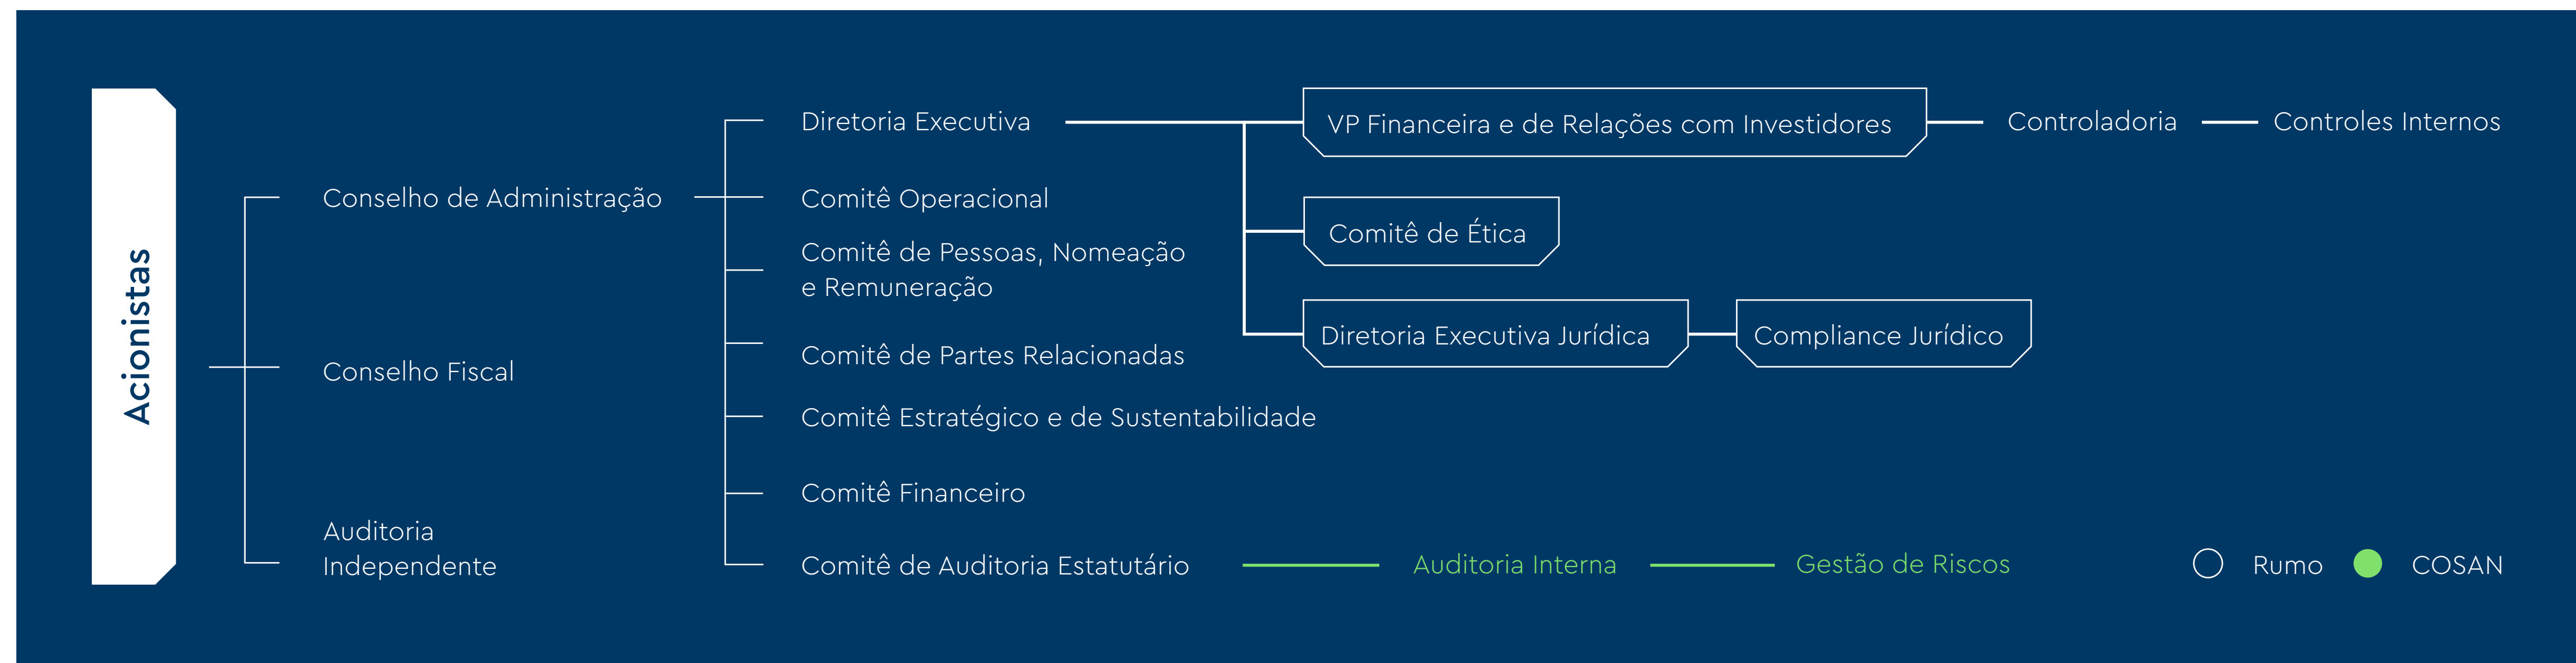 Acionistas
Conselho de Administração
Conselho Fiscal
Auditoria
Independente
Diretoria Executiva
Comitê Operacional
Comitê de Pessoas, Nomeação
e Remuneração
Comitê de Partes Relacionadas
Comitê Estratégico e de Sustentabilidade
Comitê Financeiro
Comitê de Auditoria Estatutário
VP Financeira e de Relações com Investidores
Controladoria
Controles Internos
Comitê de Ética
Diretoria Executiva Jurídica
Compliance Jurídico
Auditoria Interna
Gestão de Riscos
Rumo
COSAN